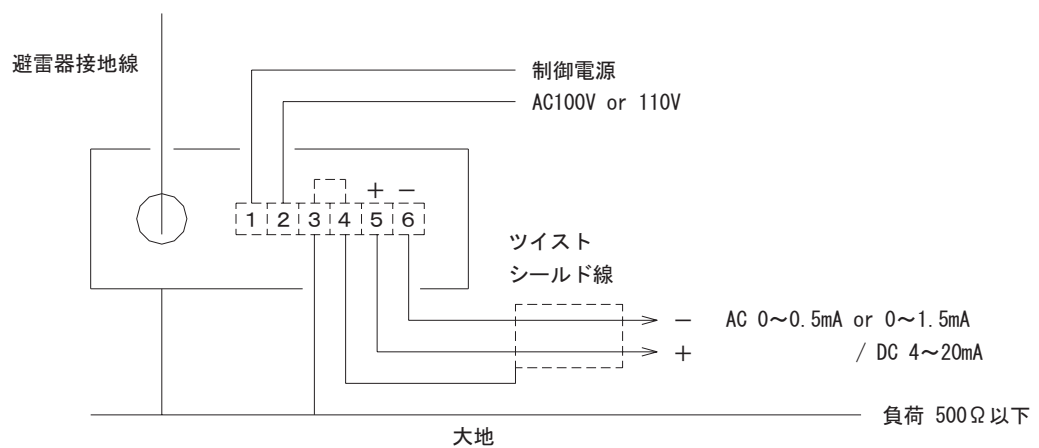 避雷器接地線
制御電源
AC100V or 110V
+ −
1 2 3 4 5 6
ツイスト
シールド線
− AC 0～0.5mA or 0～1.5mA
+ / DC 4～20mA
負荷 500Ω以下
大地